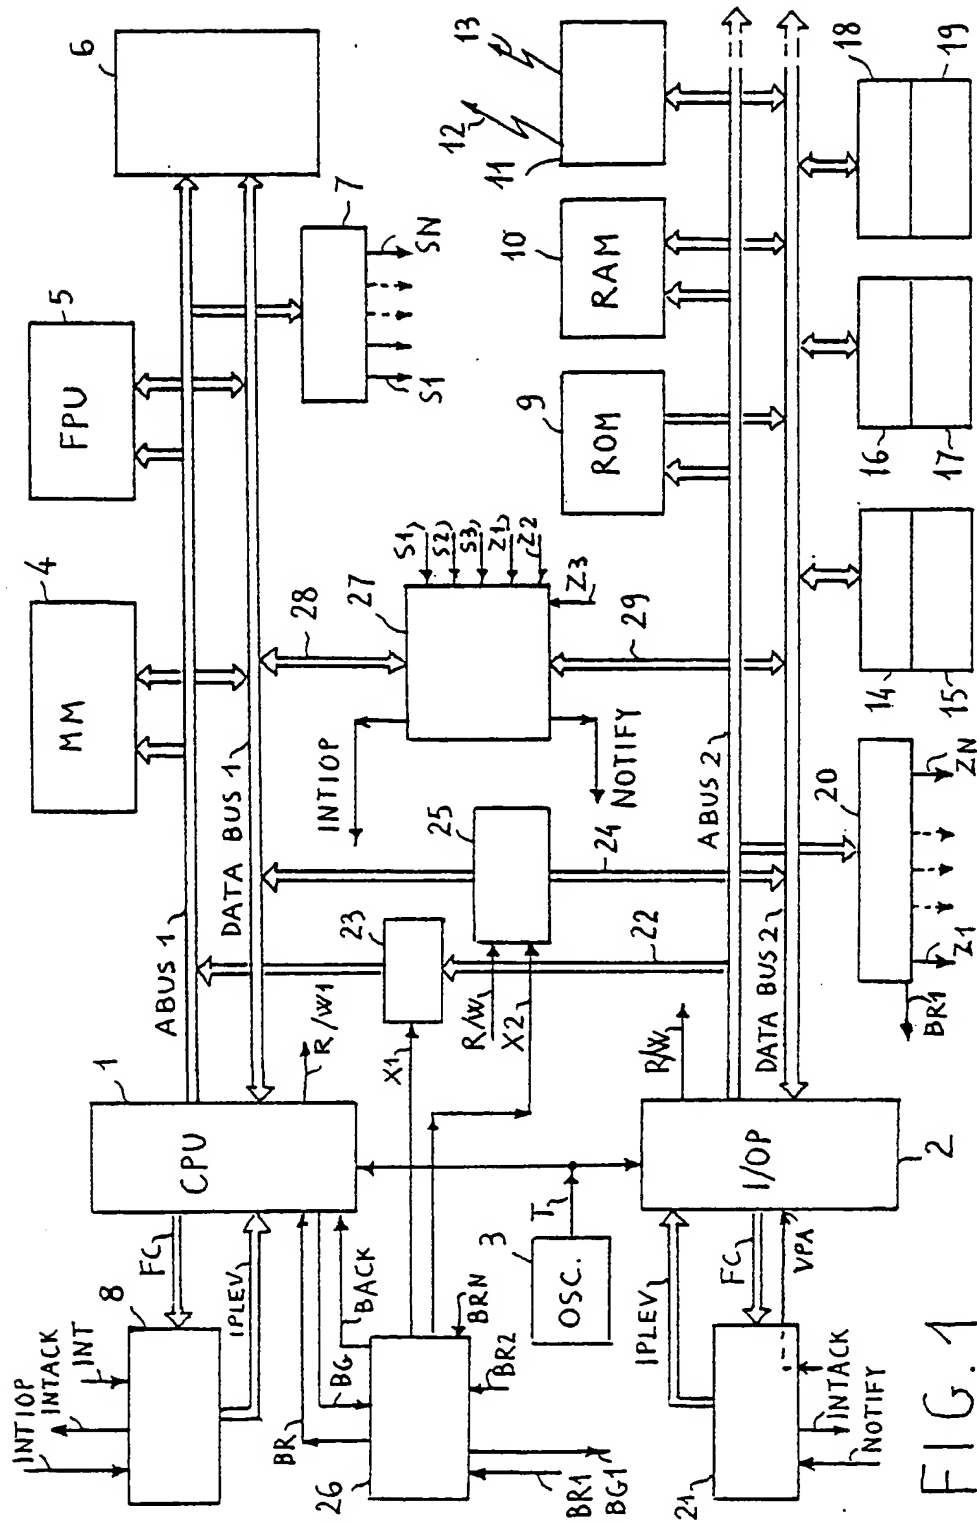 6
5
FPU
4
MM
7
SN
S1
ABUS 1
DATA BUS 1
1
CPU
R/W1
FC
8
IPLEV
INTIOP
INTACK
INT
BR
BG
BACK
26
BR1
BG1
BR2
BRN
X1
23
22
R/W
X2
25
24
INTIOP
NOTIFY
28
27
29
S1
S2
S3
Z1
Z2
Z3
3
OSC.
T
13
12
11
10
RAM
9
ROM
ABUS 2
DATA BUS 2
R/W
I/OP
2
IPLEV
FC
VPA
21
INTACK
NOTIFY
BR1
Z1
ZN
20
14
15
16
17
18
19
FIG. 1